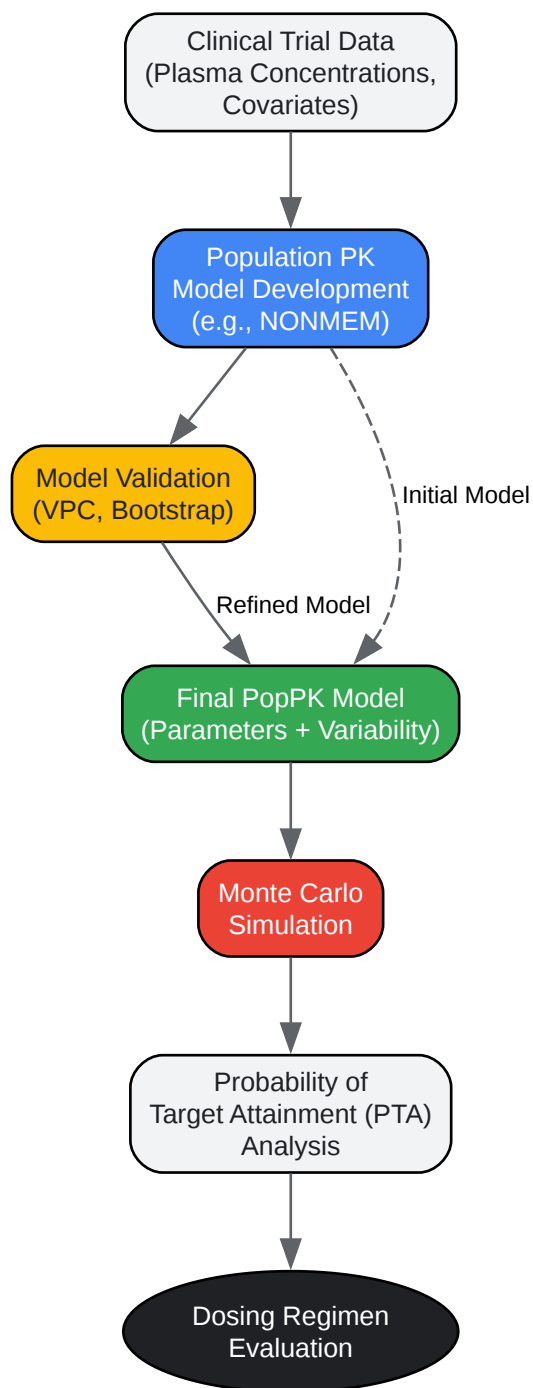 Clinical Trial Data
(Plasma Concentrations,
Covariates)
Population PK
Model Development
(e.g., NONMEM)
Model Validation
(VPC, Bootstrap)
Initial Model
Refined Model
Final PopPK Model
(Parameters + Variability)
Monte Carlo
Simulation
Probability of
Target Attainment (PTA)
Analysis
Dosing Regimen
Evaluation